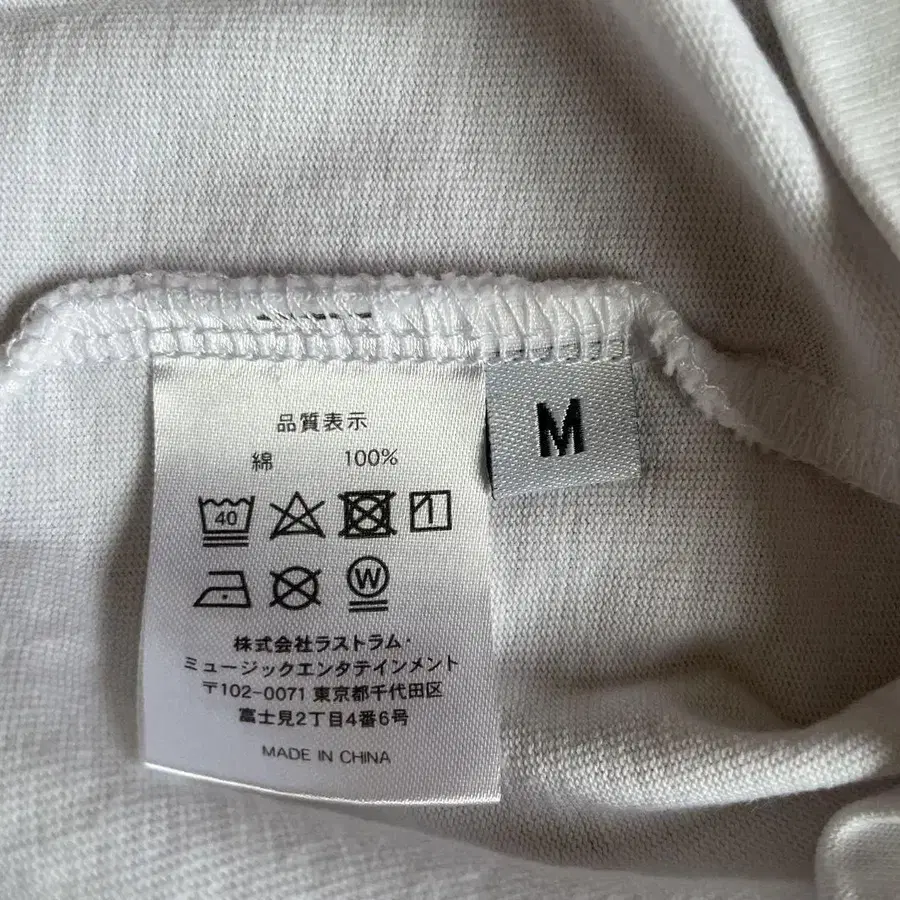 品質表示
綿 100%
40
W
株式会社ラストラム・
ミュージックエンタテインメント
〒102-0071 東京都千代田区
富士見2丁目4番6号
MADE IN CHINA
M